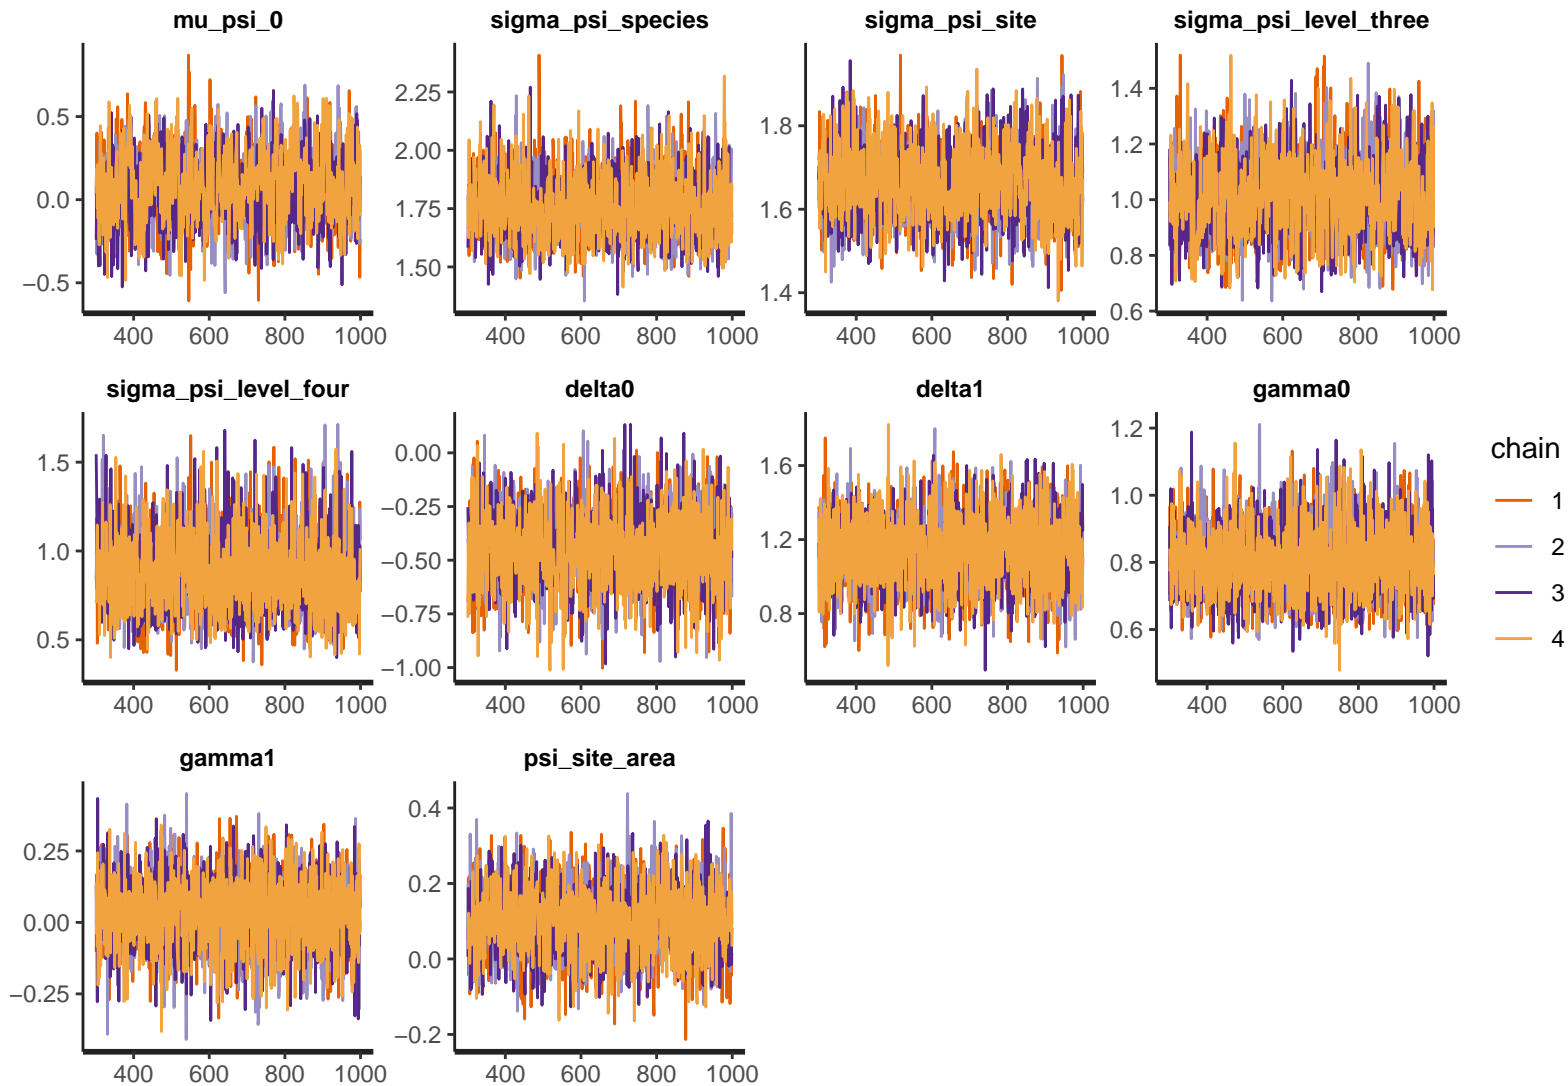 mu_psi_0 sigma_psi_species sigma_psi_site sigma_psi_level_three
0.5
0.0
−0.5
400 600 800 1000
2.25
2.00
1.75
1.50
400 600 800 1000
1.8
1.6
1.4
400 600 800 1000
1.4
1.2
1.0
0.8
0.6
400 600 800 1000
sigma_psi_level_four delta0 delta1 gamma0
1.5
1.0
0.5
400 600 800 1000
0.00
−0.25
−0.50
−0.75
−1.00
400 600 800 1000
1.6
1.2
0.8
400 600 800 1000
1.2
1.0
0.8
0.6
400 600 800 1000
chain
1
2
3
4
gamma1 psi_site_area
0.25
0.00
−0.25
400 600 800 1000
0.4
0.2
0.0
−0.2
400 600 800 1000